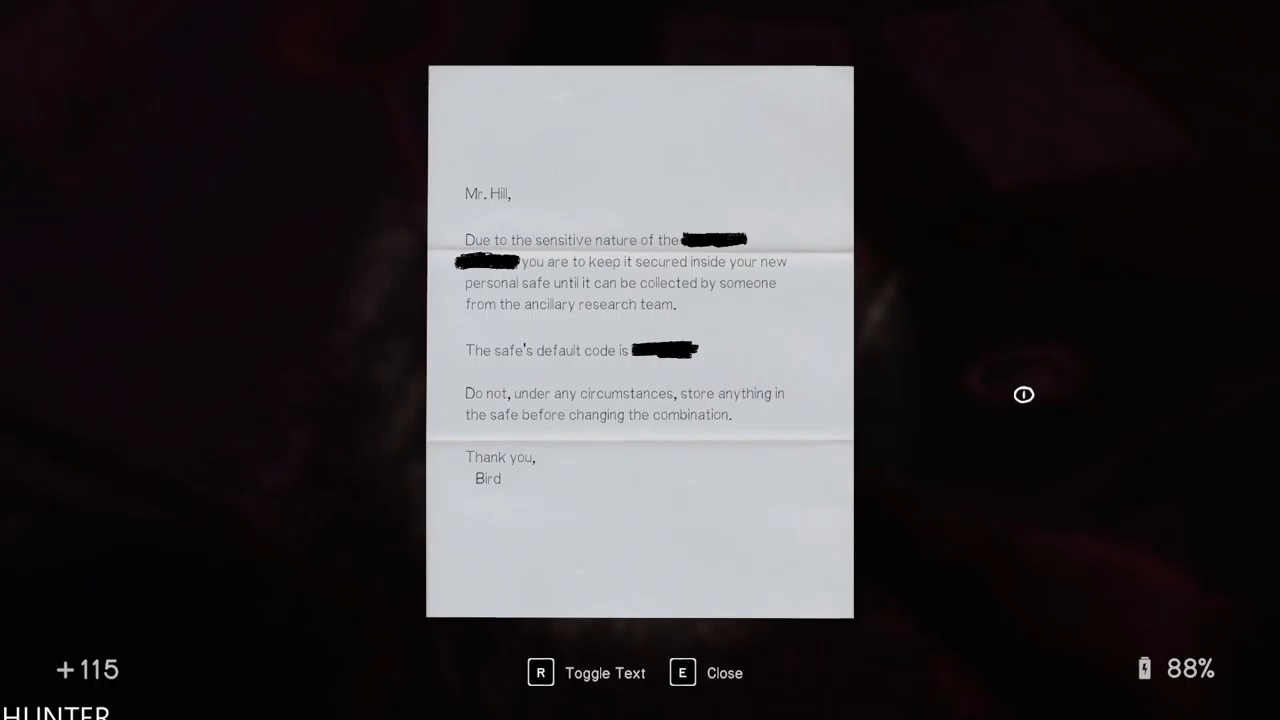 Mr. Hill,
Due to the sensitive nature of the
you are to keep it secured inside your new
personal safe until it can be collected by someone
from the ancillary research team.
The safe's default code is
Do not, under any circumstances, store anything in
the safe before changing the combination.
Thank you,
Bird
+115
R Toggle Text E Close
88%
HUNTER